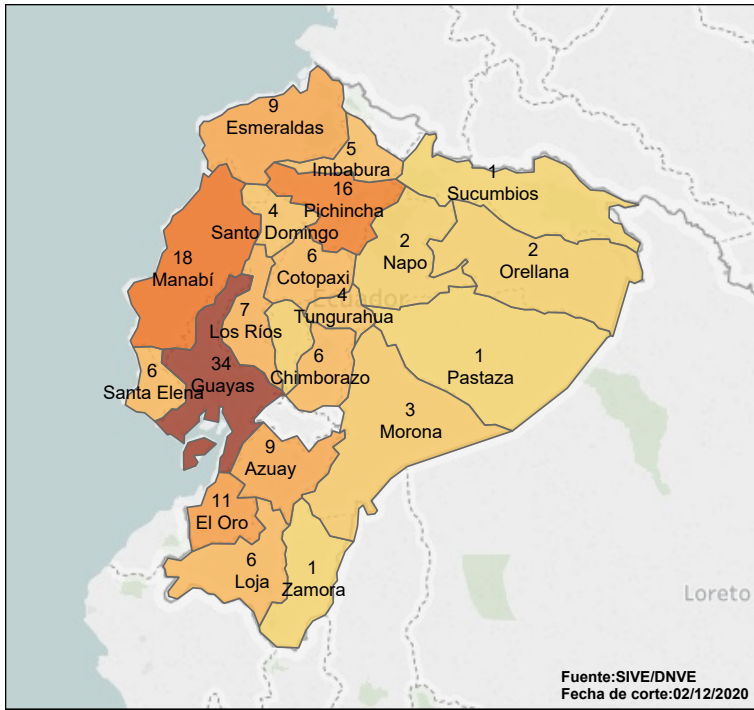 9
Esmeraldas
5
Imbabura
1
Sucumbios
16
Pichincha
4
Santo Domingo
2
Napo
2
Orellana
18
Manabí
6
Cotopaxi
Ecuador
4
Tungurahua
7
Los Ríos
6
Santa Elena
34
Guayas
6
Chimborazo
1
Pastaza
3
Morona
9
Azuay
11
El Oro
6
Loja
1
Zamora
Loreto
Fuente:SIVE/DNVE
Fecha de corte:02/12/2020